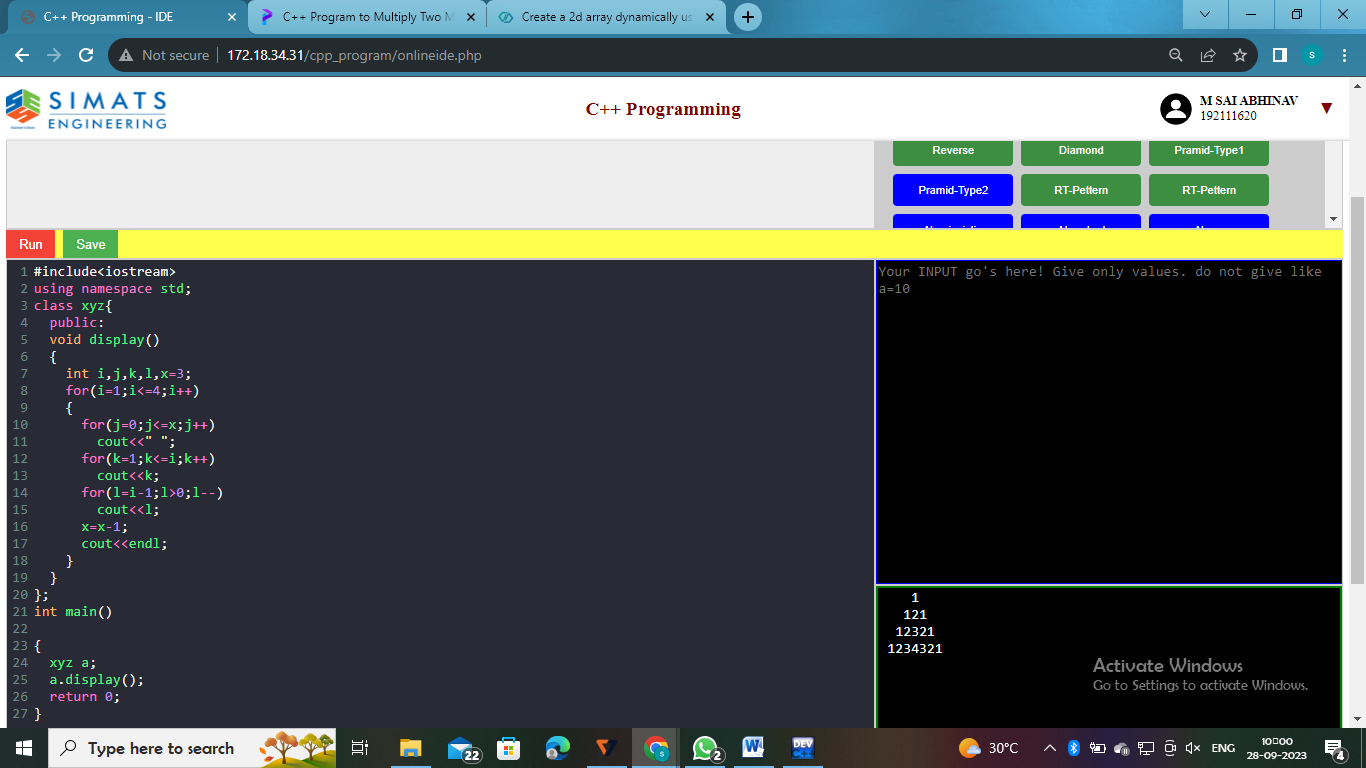 C++ Programming - IDE
C++ Program to Multiply Two M
Create a 2d array dynamically us
Not secure
172.18.34.31/cpp_program/onlineide.php
S
SIMATS
ENGINEERING
C++ Programming
M SAI ABHINAV
192111620
Reverse
Diamond
Pramid-Type1
Pramid-Type2
RT-Pettern
RT-Pettern
Run
Save
1 #include<iostream>
2 using namespace std;
3 class xyz{
4 public:
5 void display()
6 {
7 int i,j,k,l,x=3;
8 for(i=1;i<=4;i++)
9 {
10 for(j=0;j<=x;j++)
11 cout<<" ";
12 for(k=1;k<=i;k++)
13 cout<<k;
14 for(l=i-1;l>0;l--)
15 cout<<l;
16 x=x-1;
17 cout<<endl;
18 }
19 }
20 };
21 int main()
22
23 {
24 xyz a;
25 a.display();
26 return 0;
27 }
Your INPUT go's here! Give only values. do not give like
a=10
1
121
12321
1234321
Activate Windows
Go to Settings to activate Windows.
Type here to search
22
S
2
W
DEV
30°C
ENG
10:00
28-09-2023
4